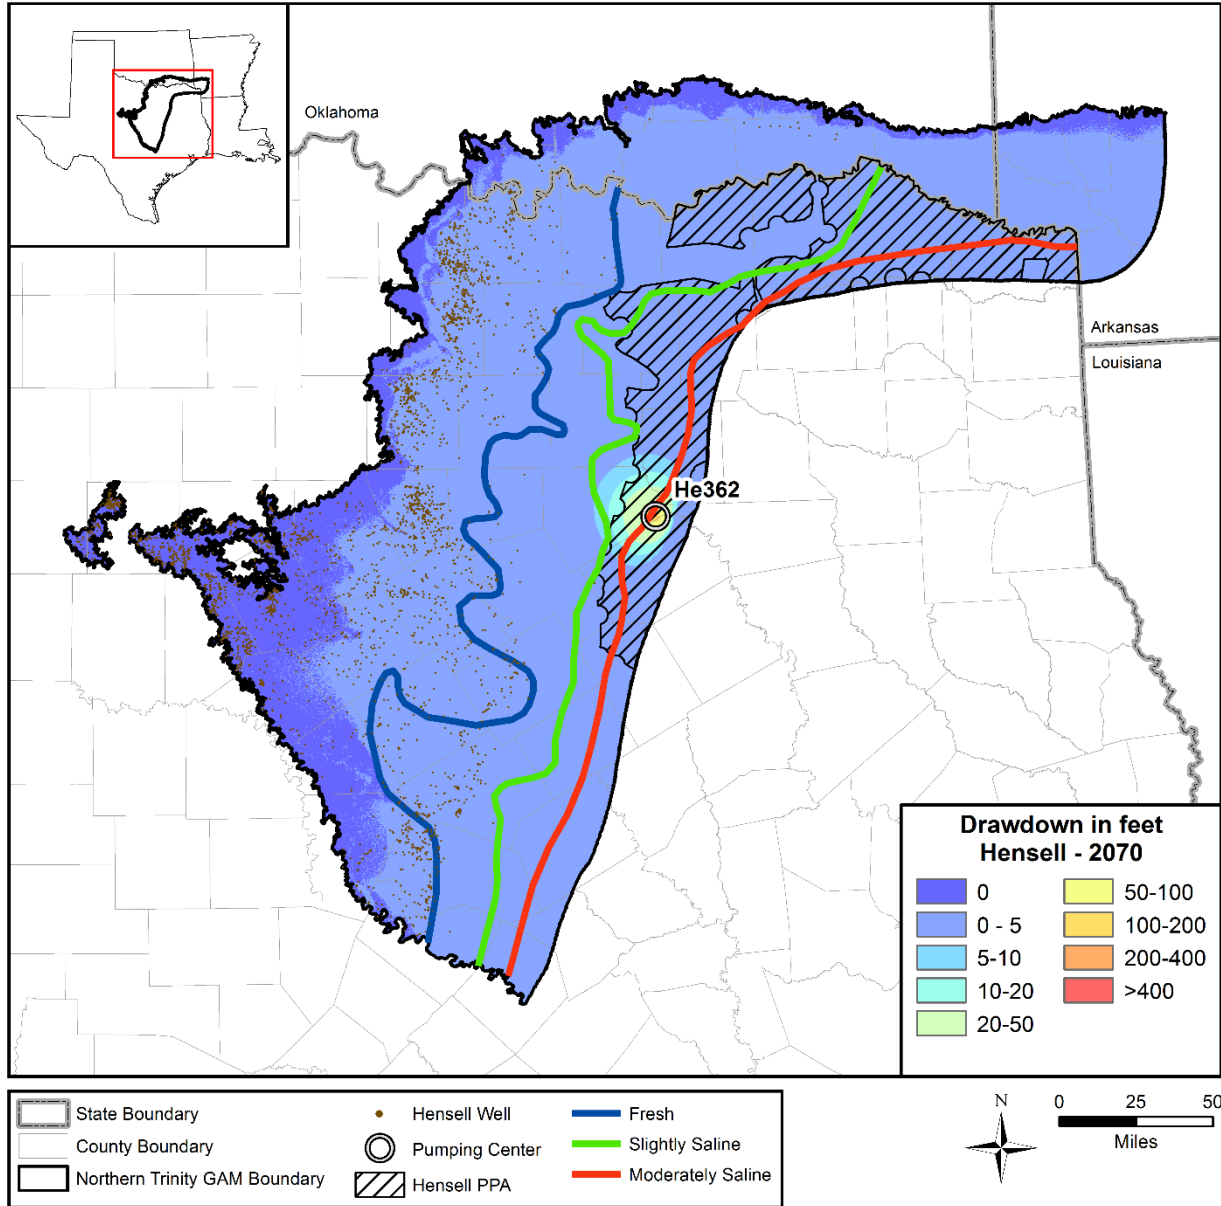 Oklahoma
Arkansas
Louisiana
He362
Drawdown in feet
Hensell - 2070
0
0 - 5
5-10
10-20
20-50
50-100
100-200
200-400
>400
State Boundary
County Boundary
Northern Trinity GAM Boundary
Hensell Well
Pumping Center
Hensell PPA
Fresh
Slightly Saline
Moderately Saline
N
0 25 50
Miles